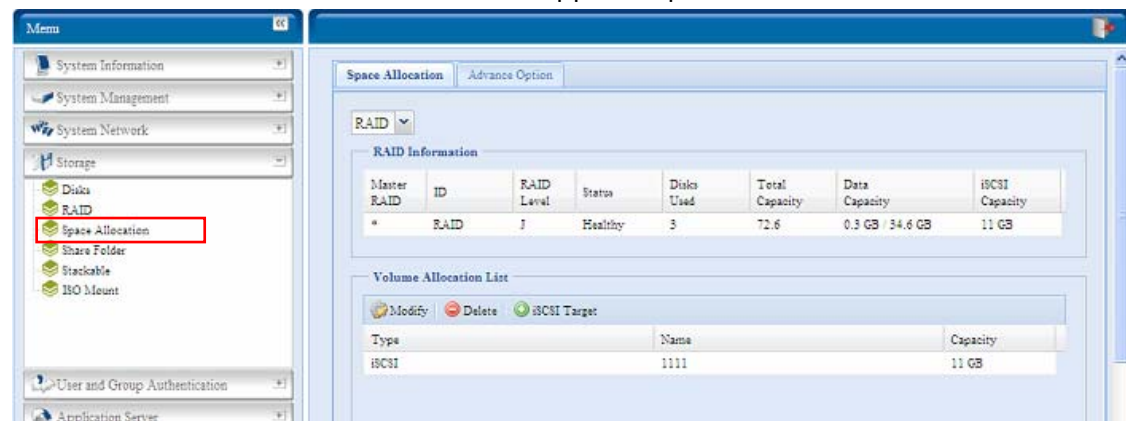 Menu
System Information
System Management
System Network
Storage
Disks
RAID
Space Allocation
Share Folder
Stackable
ISO Mount
User and Group Authentication
Application Server
Space Allocation Advance Option
RAID
RAID Information
Master RAID ID RAID Level Status Disks Used Total Capacity Data Capacity iSCSI Capacity
* RAID J Healthy 3 72.6 0.3 GB / 34.6 GB 11 GB
Volume Allocation List
Modify Delete iSCSI Target
Type Name Capacity
iSCSI 1111 11 GB